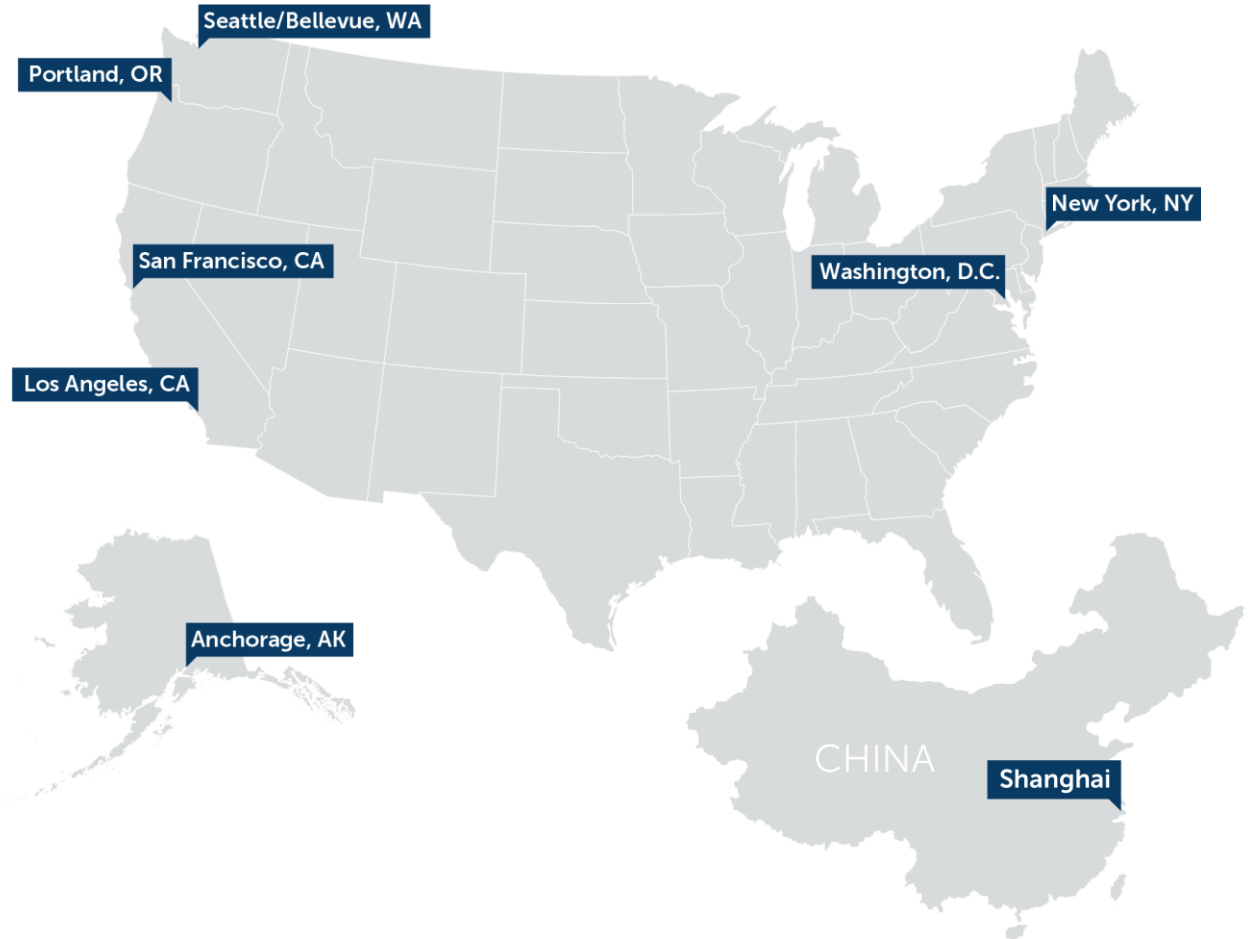 Seattle/Bellevue, WA
Portland, OR
New York, NY
San Francisco, CA
Washington, D.C.
Los Angeles, CA
Anchorage, AK
CHINA
Shanghai